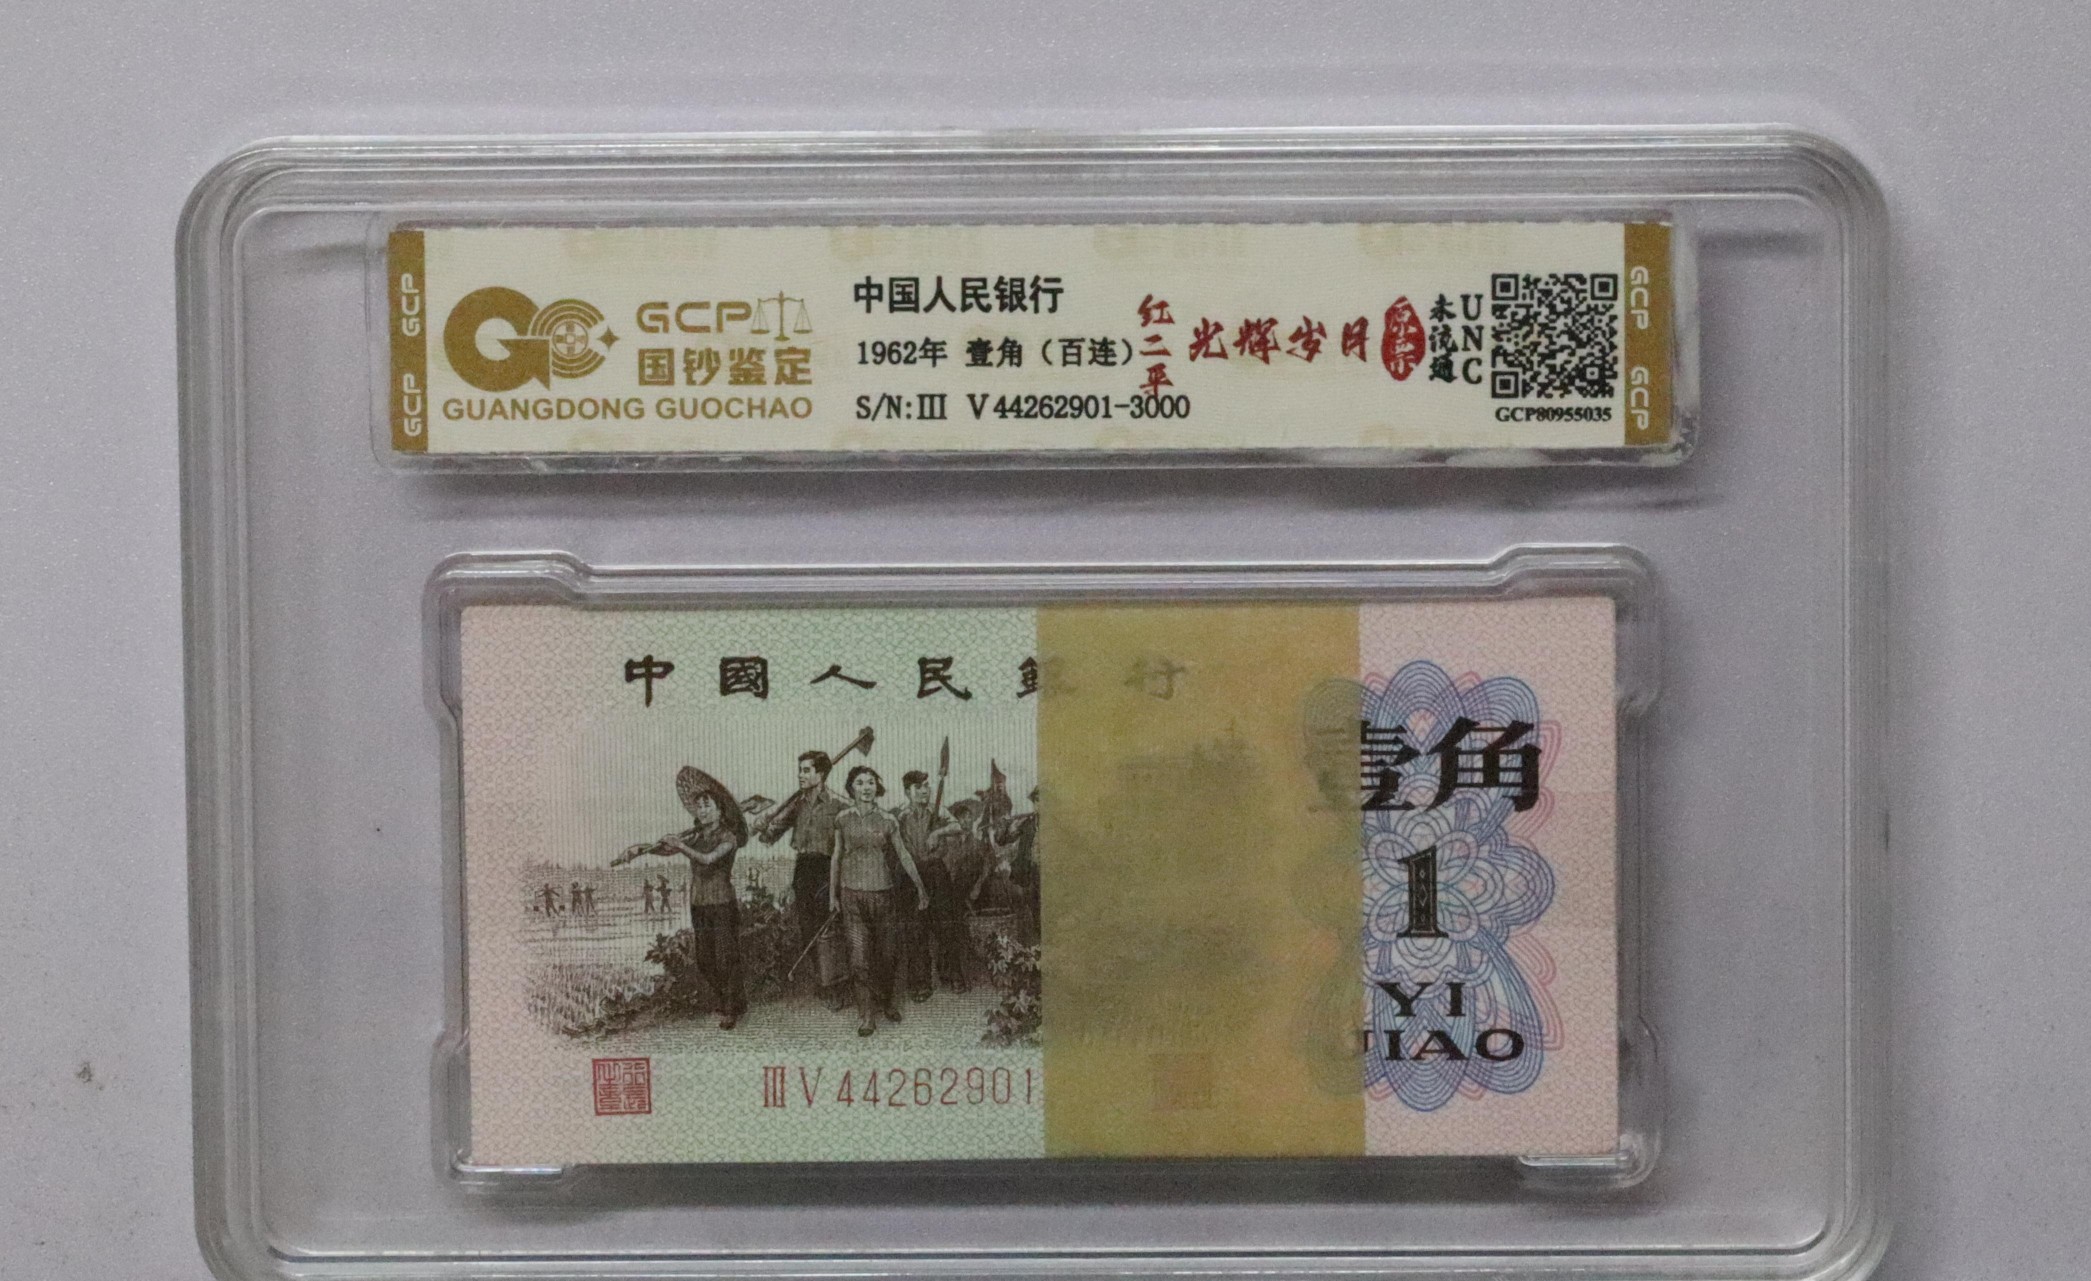 GCP GCP
GCP
国钞鉴定
GUANGDONG GUOCHAO
中国人民银行
1962年 壹角（百连）
S/N:Ⅲ Ⅴ44262901-3000
红二平
光辉岁月
未流通
UNC
GCP80955035
GCP GCP
中國人民銀行
壹角
1
YI
JIAO
ⅢⅤ44262901